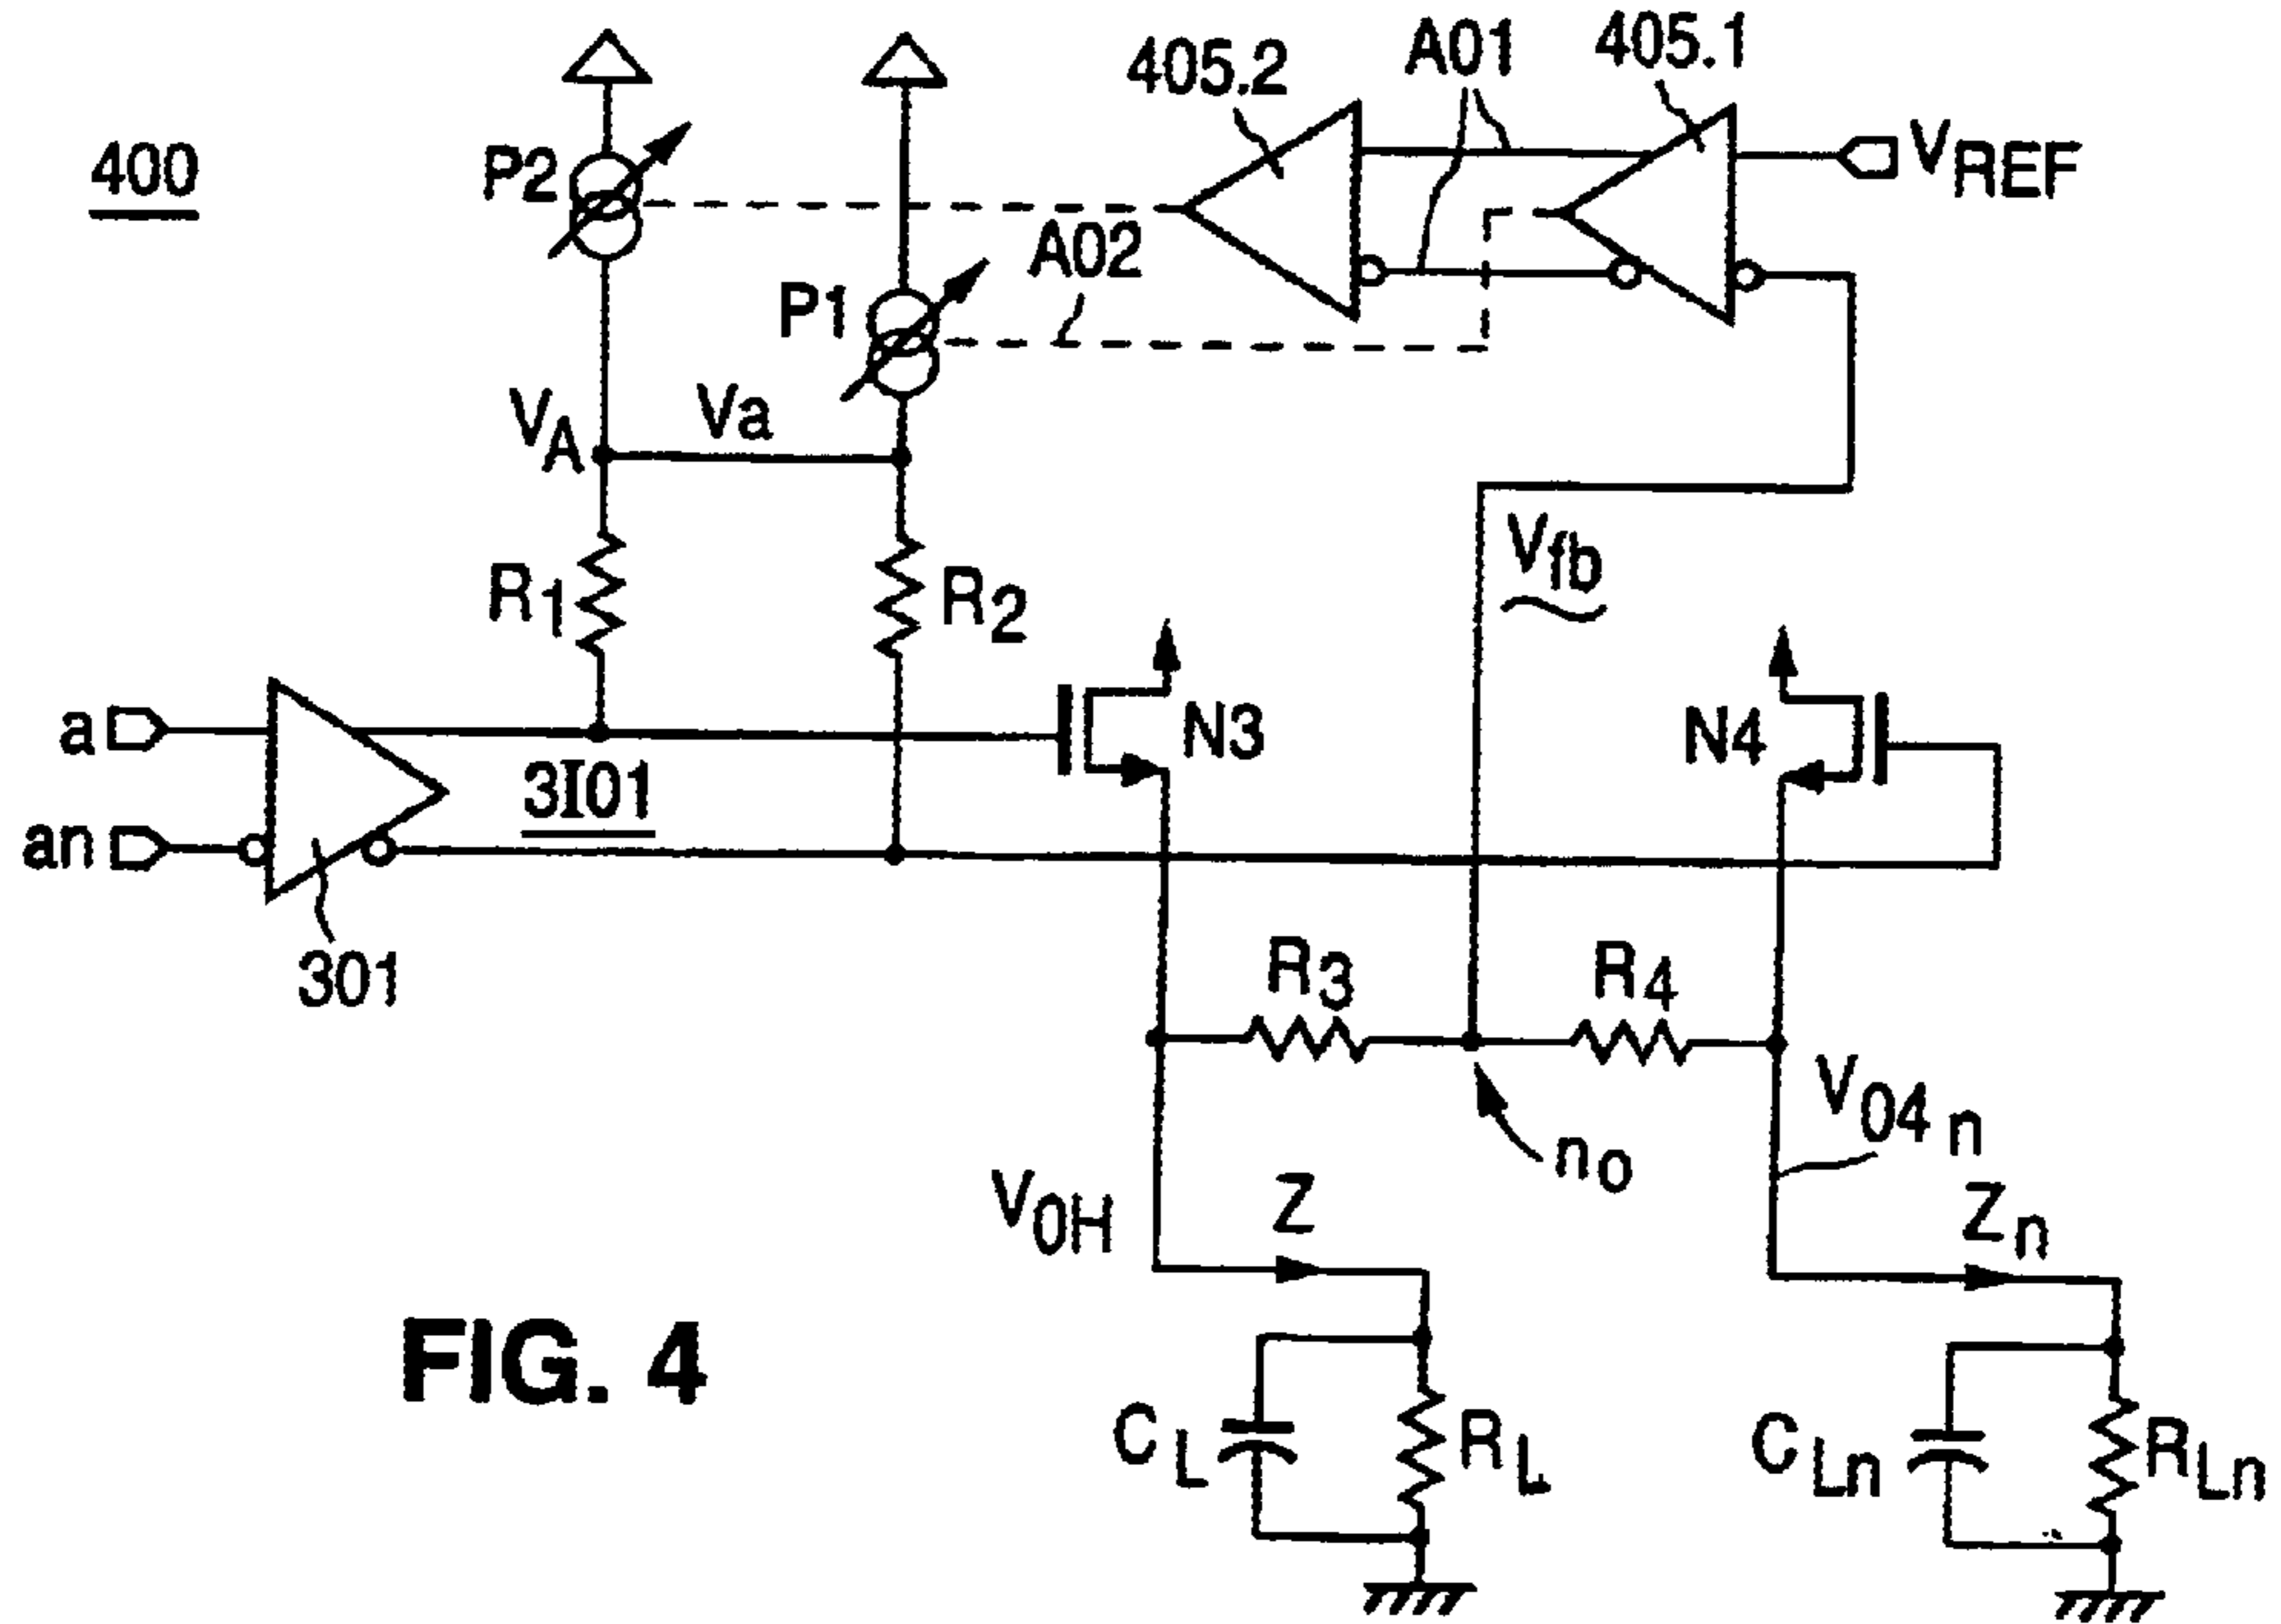 400
405.2
A01
405.1
P2
VREF
A02
P1
VA
Va
R1
R2
Vfb
a
an
3I01
301
N3
N4
R3
R4
no
V04n
V0H
Z
Zn
CL
RL
CLn
RLn
FIG. 4